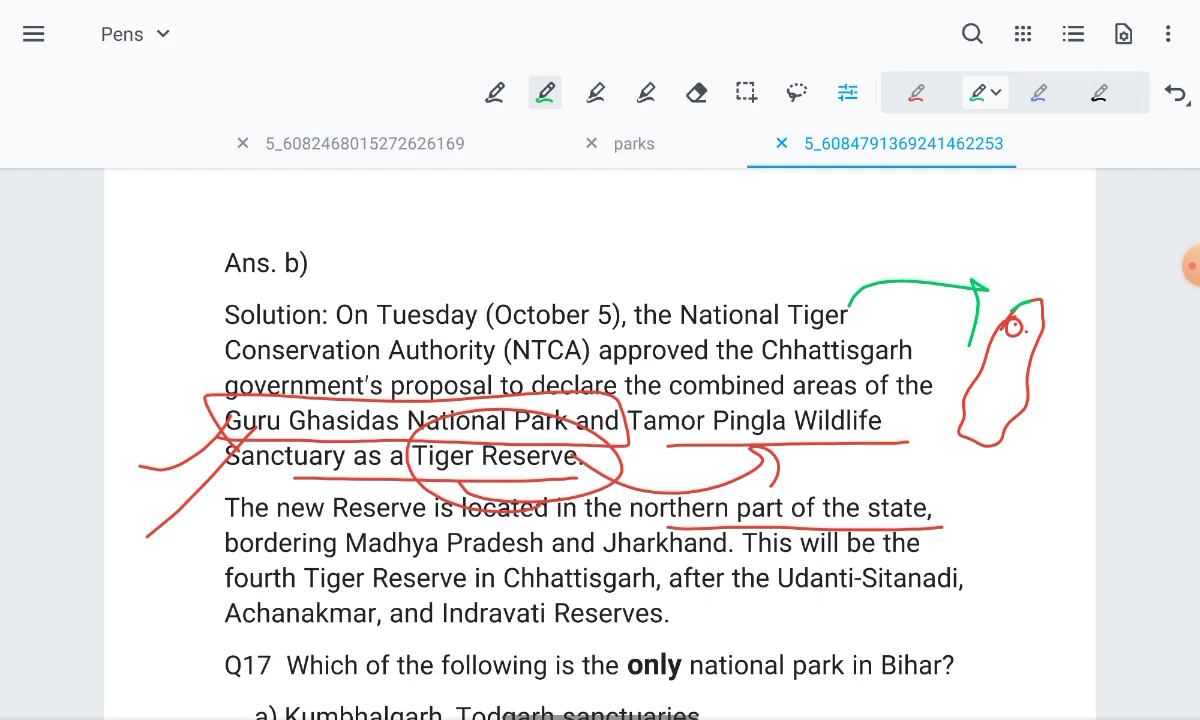 Pens
5_6082468015272626169
parks
5_6084791369241462253
Ans. b)
Solution: On Tuesday (October 5), the National Tiger
Conservation Authority (NTCA) approved the Chhattisgarh
government's proposal to declare the combined areas of the
Guru Ghasidas National Park and Tamor Pingla Wildlife
Sanctuary as a Tiger Reserve.
The new Reserve is located in the northern part of the state,
bordering Madhya Pradesh and Jharkhand. This will be the
fourth Tiger Reserve in Chhattisgarh, after the Udanti-Sitanadi,
Achanakmar, and Indravati Reserves.
Q17 Which of the following is the only national park in Bihar?
a) Kumbhalgarh, Todgarh sanctuaries